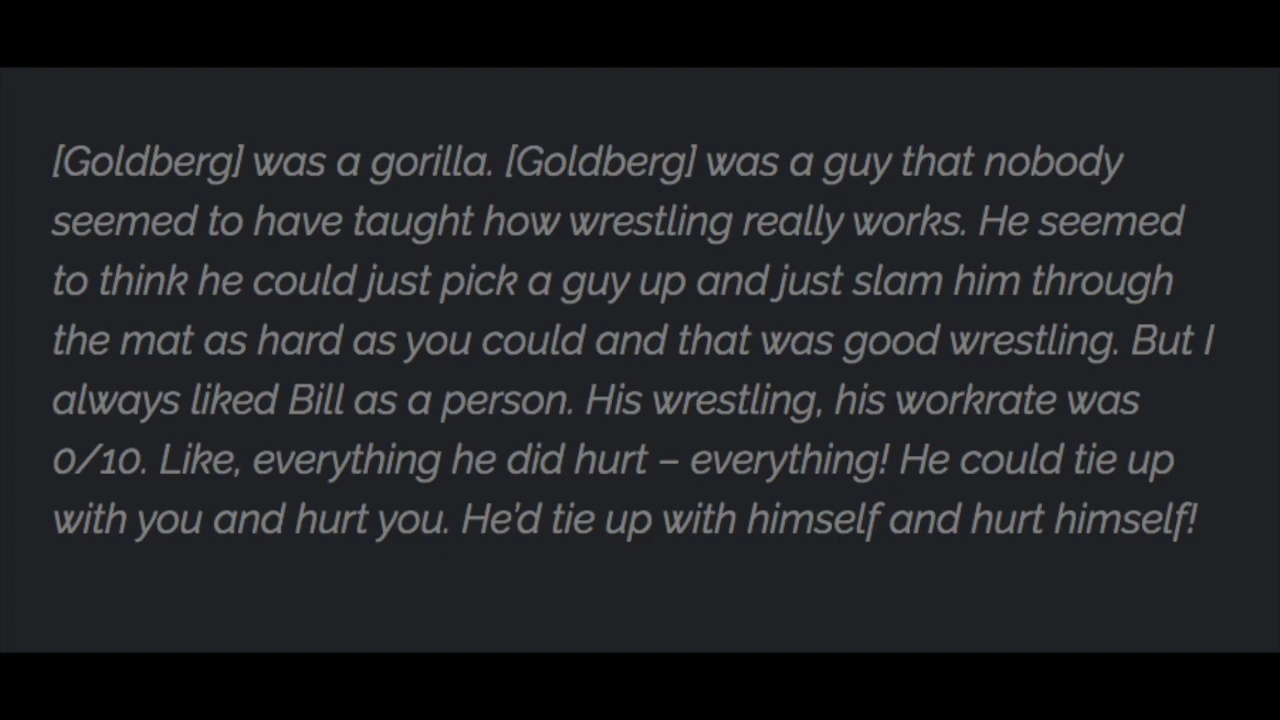 [Goldberg] was a gorilla. [Goldberg] was a guy that nobody
seemed to have taught how wrestling really works. He seemed
to think he could just pick a guy up and just slam him through
the mat as hard as you could and that was good wrestling. But I
always liked Bill as a person. His wrestling, his workrate was
0/10. Like, everything he did hurt – everything! He could tie up
with you and hurt you. He’d tie up with himself and hurt himself!